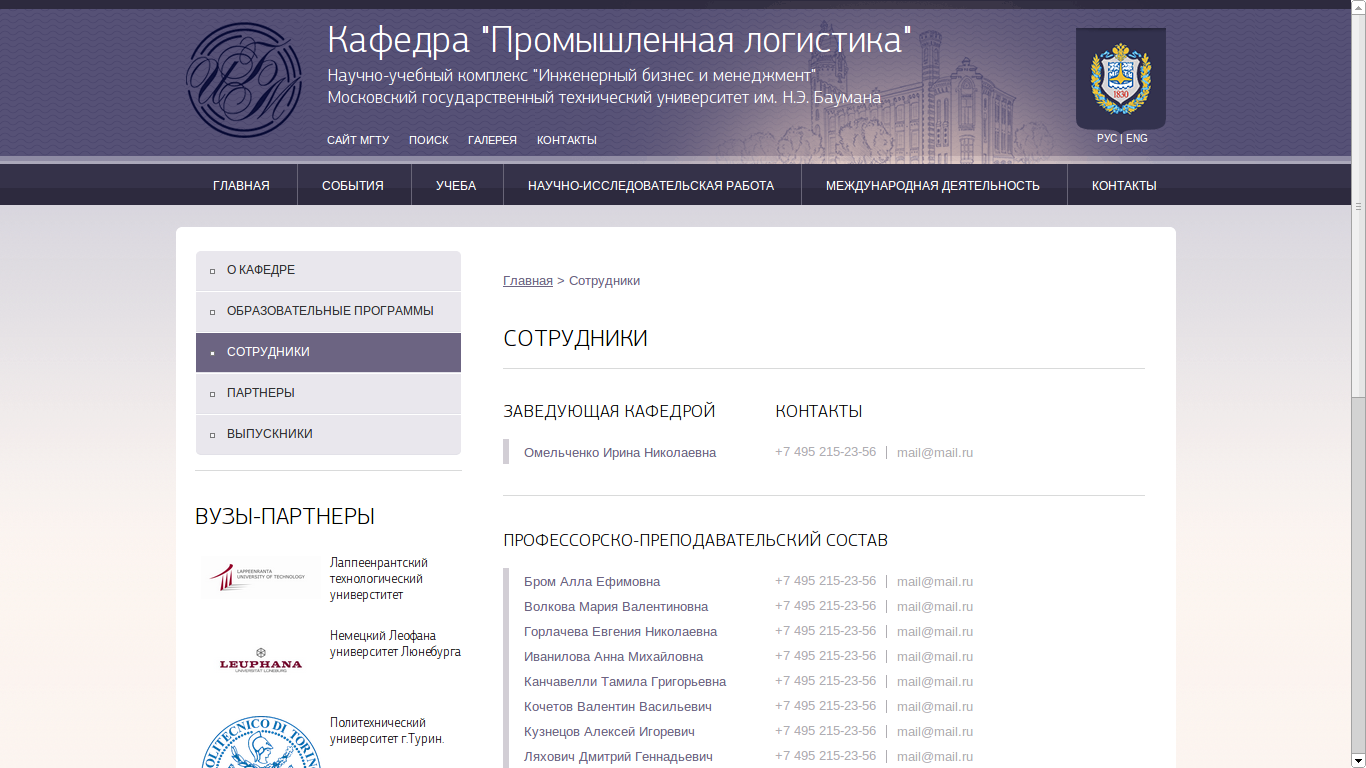 Кафедра "Промышленная логистика"
Научно-учебный комплекс "Инженерный бизнес и менеджмент"
Московский государственный технический университет им. Н.Э. Баумана
САЙТ МГТУ ПОИСК ГАЛЕРЕЯ КОНТАКТЫ
1830
РУС | ENG
ГЛАВНАЯ СОБЫТИЯ УЧЕБА НАУЧНО-ИССЛЕДОВАТЕЛЬСКАЯ РАБОТА МЕЖДУНАРОДНАЯ ДЕЯТЕЛЬНОСТЬ КОНТАКТЫ
О КАФЕДРЕ
ОБРАЗОВАТЕЛЬНЫЕ ПРОГРАММЫ
СОТРУДНИКИ
ПАРТНЕРЫ
ВЫПУСКНИКИ
ВУЗЫ-ПАРТНЕРЫ
LAPPEENRANTA
UNIVERSITY OF TECHNOLOGY
Лаппеенрантский
технологический
универститет
LEUPHANA
UNIVERSITÄT LÜNEBURG
Немецкий Леофана
университет Люнебурга
POLITECNICO DI TORINO
Политехнический
университет г.Турин.
Главная > Сотрудники
СОТРУДНИКИ
ЗАВЕДУЮЩАЯ КАФЕДРОЙ КОНТАКТЫ
Омельченко Ирина Николаевна +7 495 215-23-56 | mail@mail.ru
ПРОФЕССОРСКО-ПРЕПОДАВАТЕЛЬСКИЙ СОСТАВ
Бром Алла Ефимовна +7 495 215-23-56 | mail@mail.ru
Волкова Мария Валентиновна +7 495 215-23-56 | mail@mail.ru
Горлачева Евгения Николаевна +7 495 215-23-56 | mail@mail.ru
Иванилова Анна Михайловна +7 495 215-23-56 | mail@mail.ru
Канчавелли Тамила Григорьевна +7 495 215-23-56 | mail@mail.ru
Кочетов Валентин Васильевич +7 495 215-23-56 | mail@mail.ru
Кузнецов Алексей Игоревич +7 495 215-23-56 | mail@mail.ru
Ляхович Дмитрий Геннадьевич +7 495 215-23-56 | mail@mail.ru